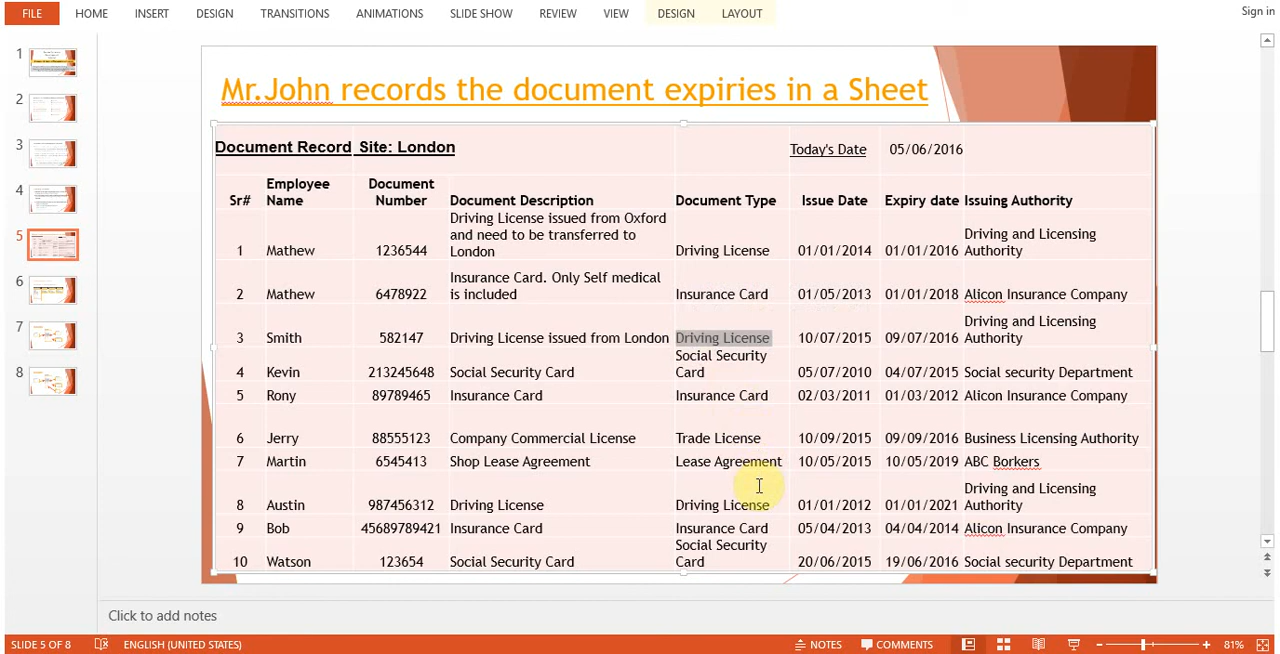 FILE HOME INSERT DESIGN TRANSITIONS ANIMATIONS SLIDE SHOW REVIEW VIEW DESIGN LAYOUT Sign in
1
2
3
4
5
6
7
8
Mr.John records the document expiries in a Sheet
Document Record Site: London Today's Date 05/06/2016
Sr# Employee Name Document Number Document Description Document Type Issue Date Expiry date Issuing Authority
1 Mathew 1236544 Driving License issued from Oxford and need to be transferred to London Driving License 01/01/2014 01/01/2016 Driving and Licensing Authority
2 Mathew 6478922 Insurance Card. Only Self medical is included Insurance Card 01/05/2013 01/01/2018 Alicon Insurance Company
3 Smith 582147 Driving License issued from London Driving License 10/07/2015 09/07/2016 Driving and Licensing Authority
4 Kevin 213245648 Social Security Card Social Security Card 05/07/2010 04/07/2015 Social security Department
5 Rony 89789465 Insurance Card Insurance Card 02/03/2011 01/03/2012 Alicon Insurance Company
6 Jerry 88555123 Company Commercial License Trade License 10/09/2015 09/09/2016 Business Licensing Authority
7 Martin 6545413 Shop Lease Agreement Lease Agreement 10/05/2015 10/05/2019 ABC Borkers
8 Austin 987456312 Driving License Driving License 01/01/2012 01/01/2021 Driving and Licensing Authority
9 Bob 45689789421 Insurance Card Insurance Card 05/04/2013 04/04/2014 Alicon Insurance Company
10 Watson 123654 Social Security Card Social Security Card 20/06/2015 19/06/2016 Social security Department
Click to add notes
SLIDE 5 OF 8 ENGLISH (UNITED STATES) NOTES COMMENTS 81%